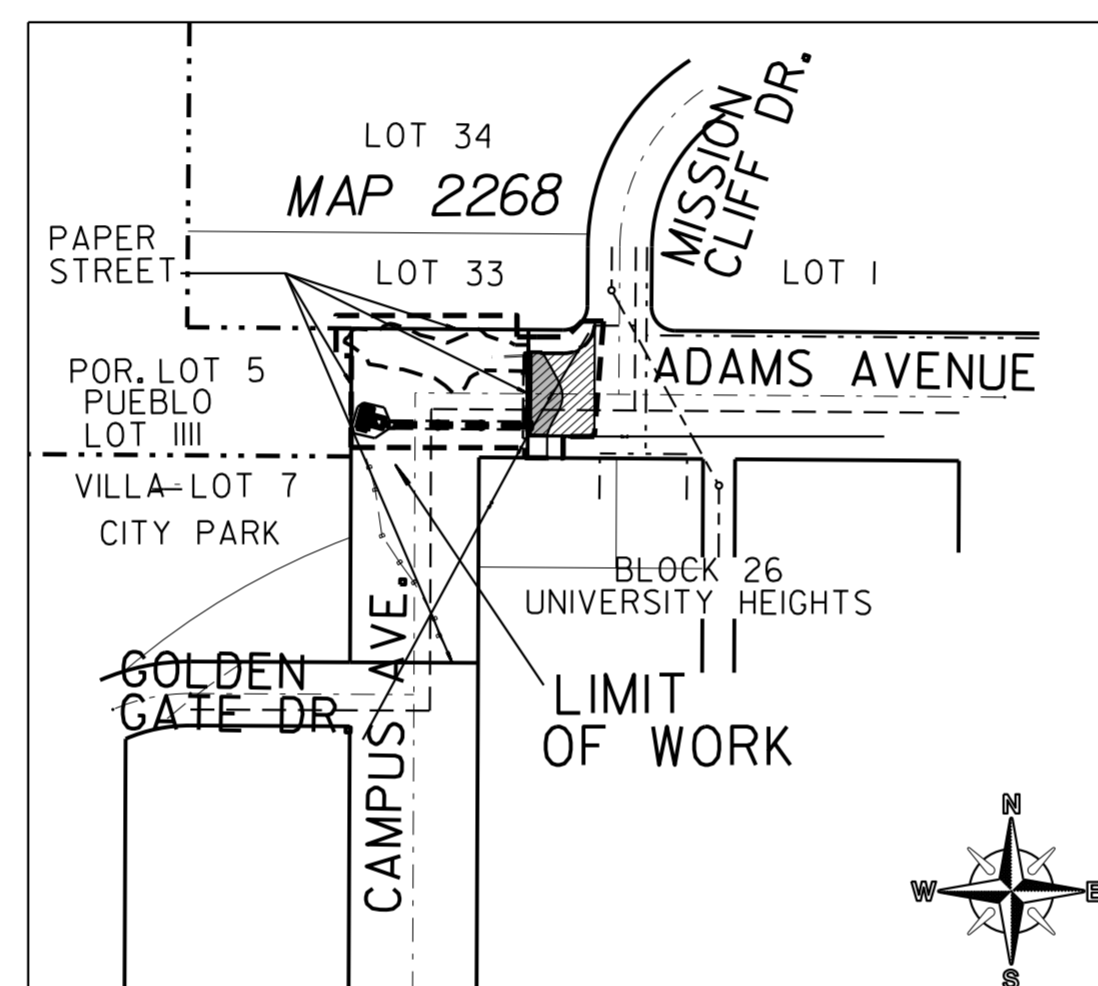 LOT 34
MAP 2268
MISSION
CLIFF DR.
PAPER
STREET
LOT 33
LOT 1
POR. LOT 5
PUEBLO
LOT 1111
ADAMS AVENUE
VILLA LOT 7
CITY PARK
BLOCK 26
UNIVERSITY HEIGHTS
GOLDEN
GATE DR.
CAMPUS AVE.
LIMIT
OF WORK
N
W
E
S